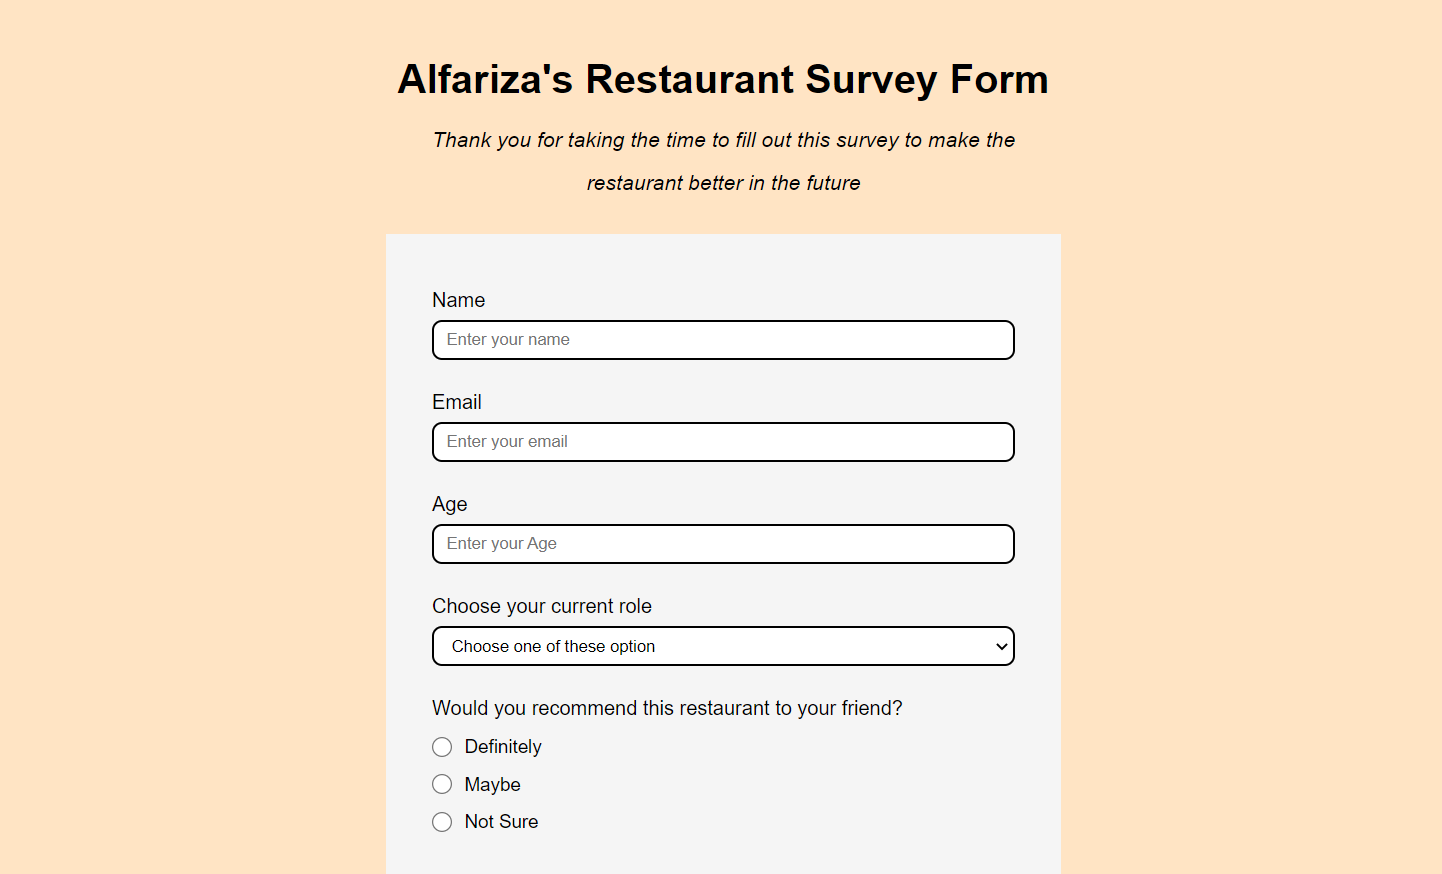 Alfariza's Restaurant Survey Form
Thank you for taking the time to fill out this survey to make the
restaurant better in the future
Name
Enter your name
Email
Enter your email
Age
Enter your Age
Choose your current role
Choose one of these option
Would you recommend this restaurant to your friend?
Definitely
Maybe
Not Sure